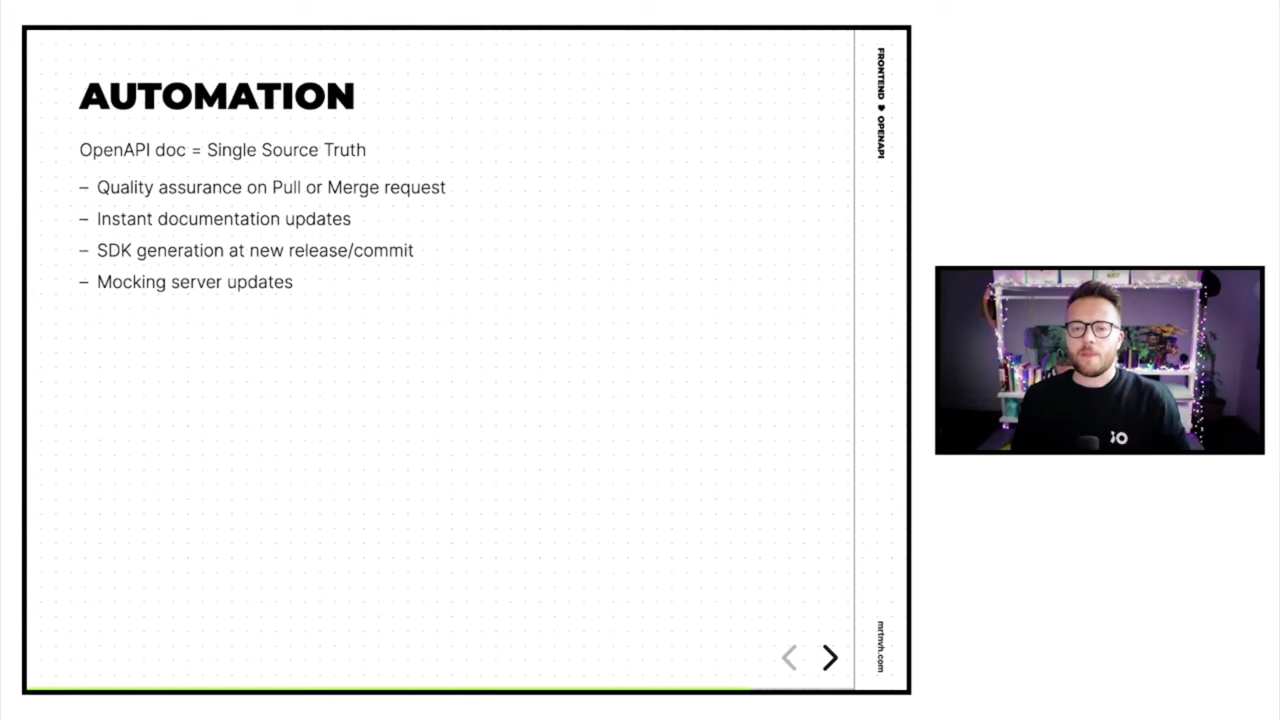 AUTOMATION
OpenAPI doc = Single Source Truth
– Quality assurance on Pull or Merge request
– Instant documentation updates
– SDK generation at new release/commit
– Mocking server updates
FRONTEND ❥ OPENAPI
mrtnvh.com
iO